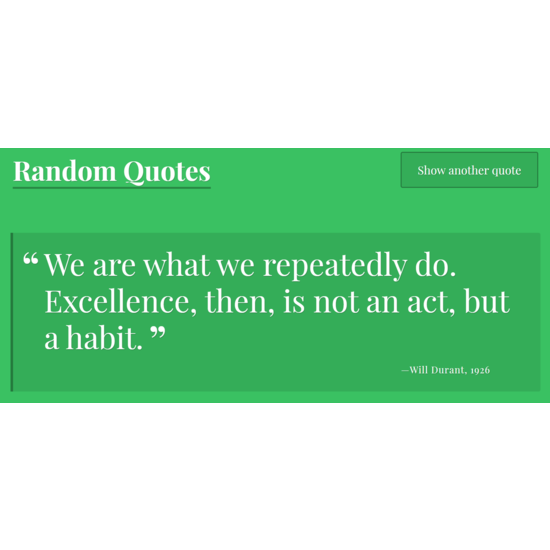 Random Quotes
Show another quote
“ We are what we repeatedly do.
Excellence, then, is not an act, but
a habit. ”
—Will Durant, 1926